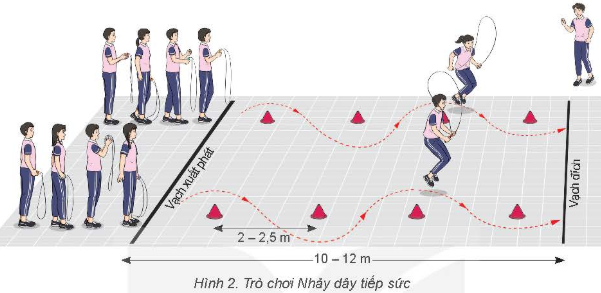 Vạch xuất phát
Vạch đích
2 – 2,5 m
10 – 12 m
Hình 2. Trò chơi Nhảy dây tiếp sức